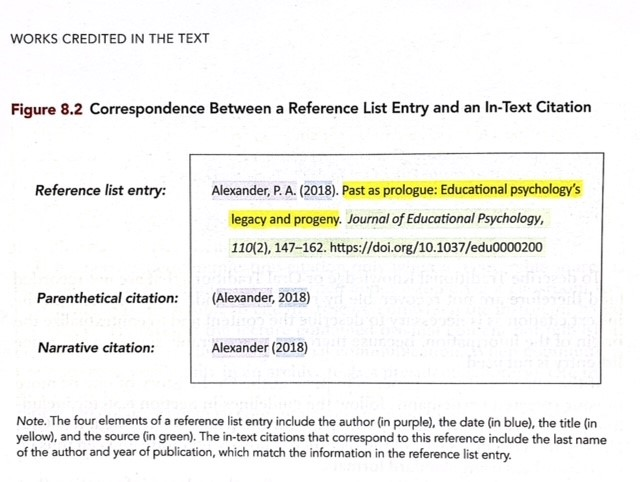 WORKS CREDITED IN THE TEXT
Figure 8.2 Correspondence Between a Reference List Entry and an In-Text Citation
Reference list entry: Alexander, P. A. (2018). Past as prologue: Educational psychology's
legacy and progeny. Journal of Educational Psychology,
110(2), 147–162. https://doi.org/10.1037/edu0000200
Parenthetical citation: (Alexander, 2018)
Narrative citation: Alexander (2018)
Note. The four elements of a reference list entry include the author (in purple), the date (in blue), the title (in
yellow), and the source (in green). The in-text citations that correspond to this reference include the last name
of the author and year of publication, which match the information in the reference list entry.